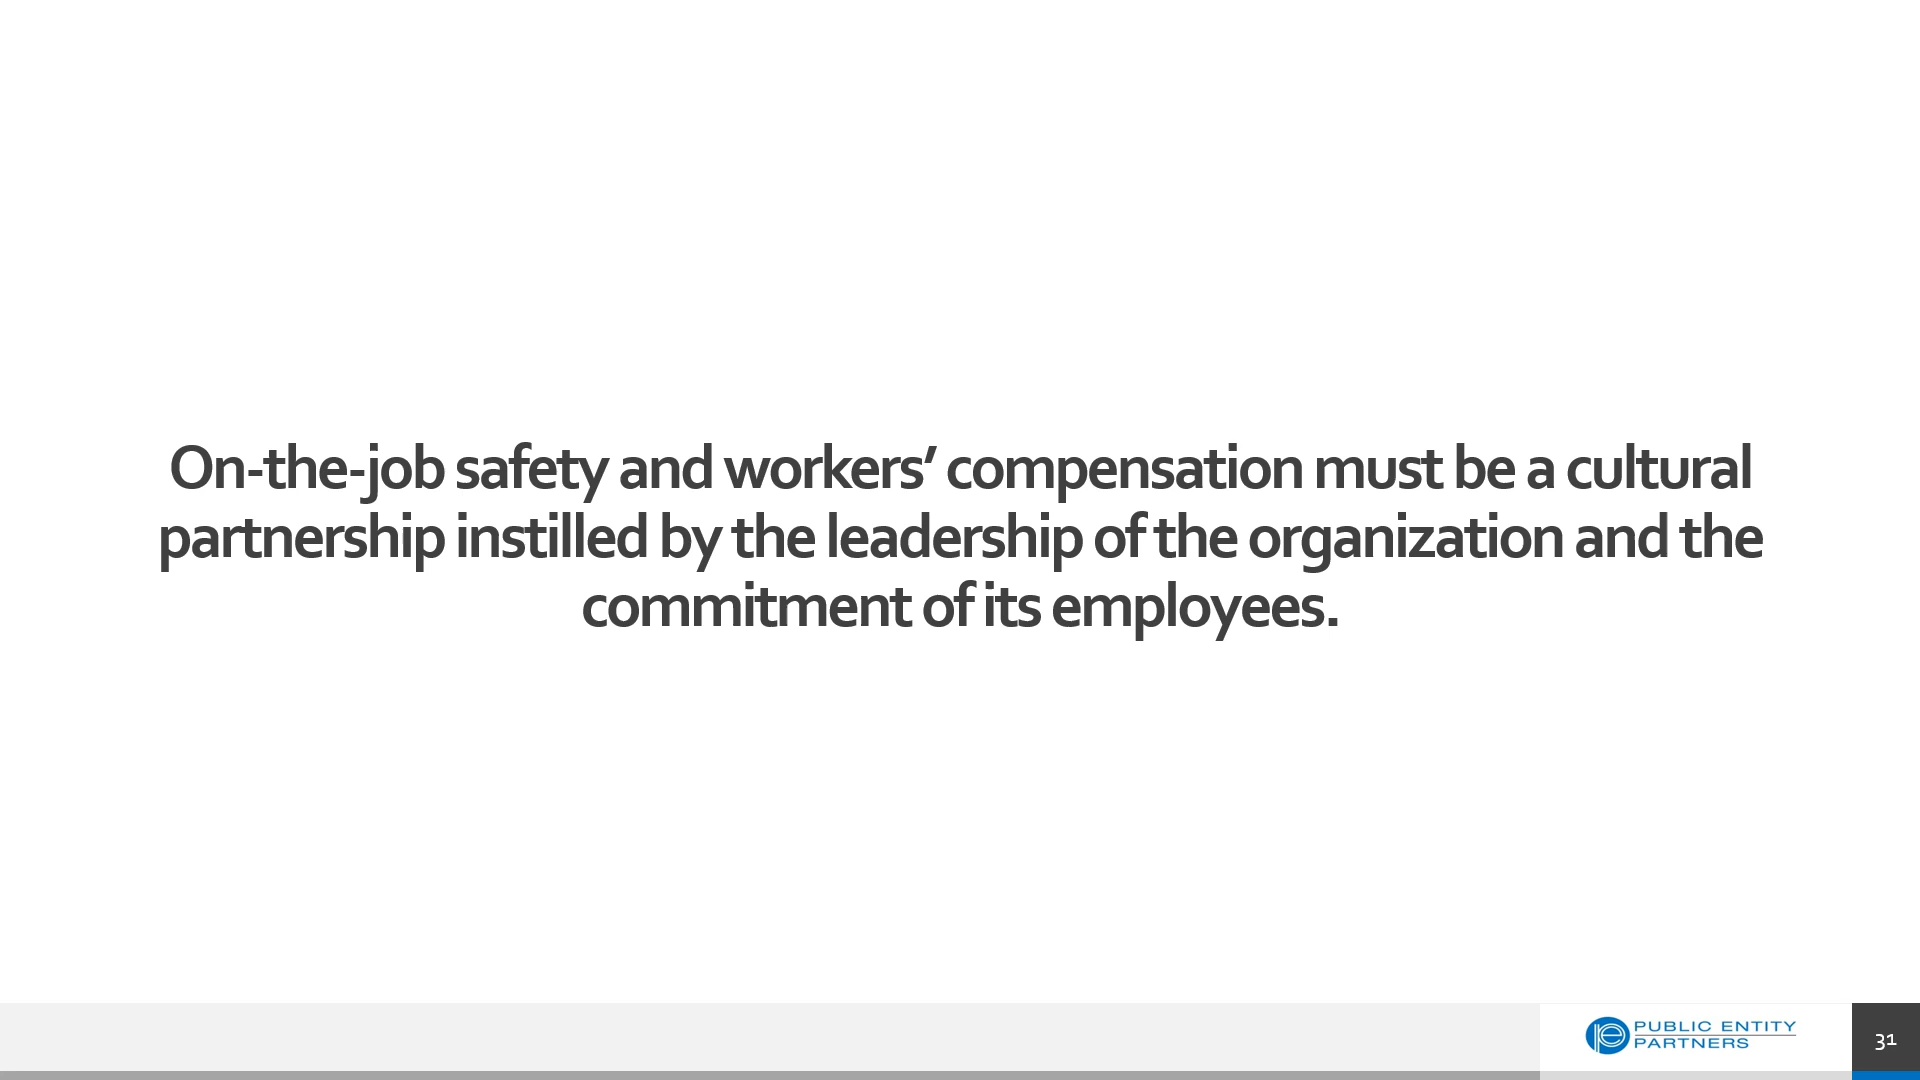 On-the-job safety and workers’ compensation must be a cultural
partnership instilled by the leadership of the organization and the
commitment of its employees.
PUBLIC ENTITY
PARTNERS
31